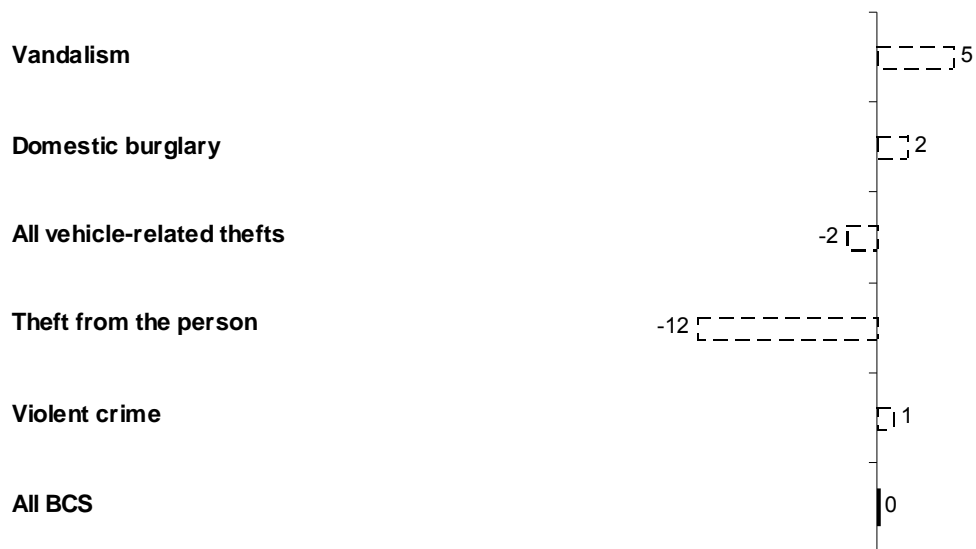 Vandalism 5
Domestic burglary 2
All vehicle-related thefts -2
Theft from the person -12
Violent crime 1
All BCS 0